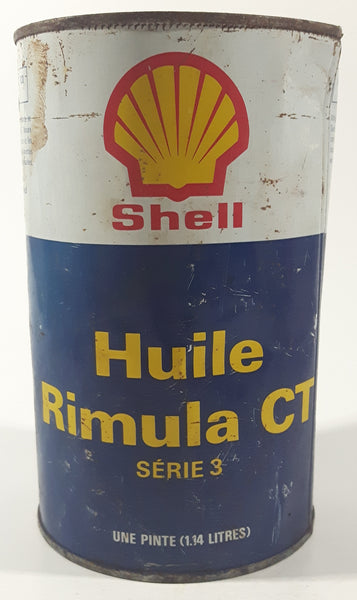 Shell
Huile
Rimula CT
SÉRIE 3
UNE PINTE (1.14 LITRES)